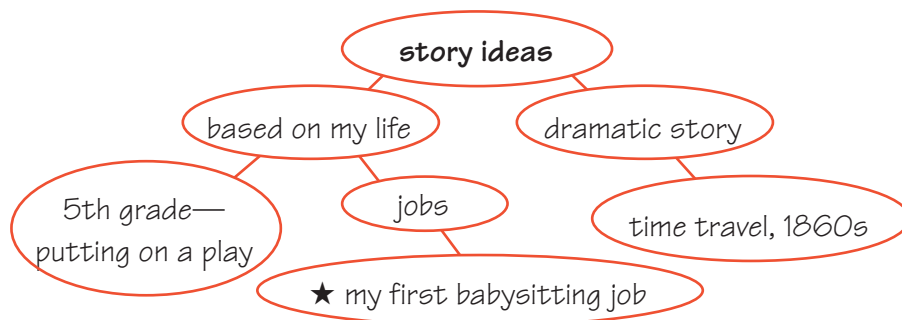 story ideas
based on my life
dramatic story
5th grade—
putting on a play
jobs
time travel, 1860s
★ my first babysitting job